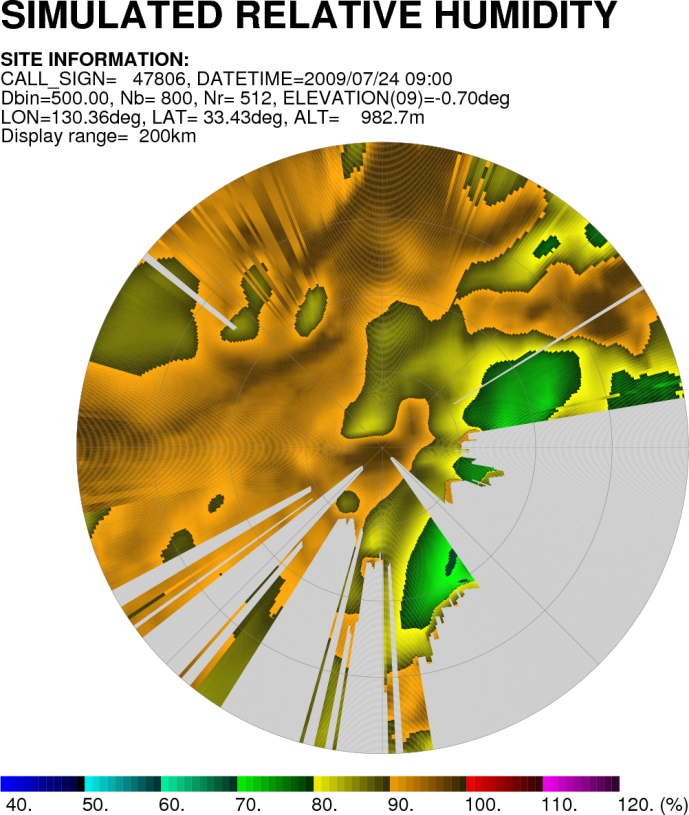 SIMULATED RELATIVE HUMIDITY
SITE INFORMATION:
CALL_SIGN= 47806, DATETIME=2009/07/24 09:00
Dbin=500.00, Nb= 800, Nr= 512, ELEVATION(09)=-0.70deg
LON=130.36deg, LAT= 33.43deg, ALT= 982.7m
Display range= 200km
40. 50. 60. 70. 80. 90. 100. 110. 120. (%)